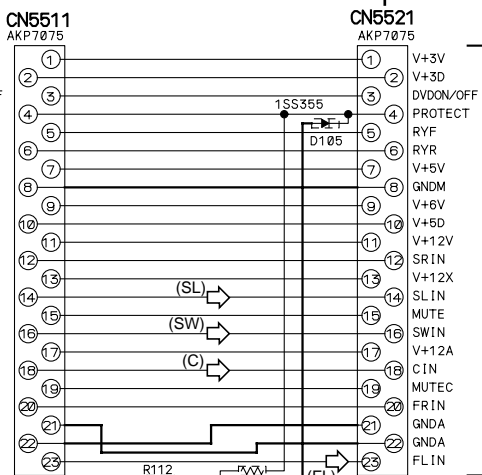 CN5511
AKP7075
CN5521
AKP7075
1 1 V+3V
2 2 V+3D
3 3 DVDON/OFF
1SS355
4 4 PROTECT
D105
5 5 RYF
6 6 RYR
7 7 V+5V
8 8 GNDM
9 9 V+6V
10 10 V+5D
11 11 V+12V
12 12 SRIN
13 13 V+12X
(SL)
14 14 SLIN
15 15 MUTE
(SW)
16 16 SWIN
17 17 V+12A
(C)
18 18 CIN
19 19 MUTEC
20 20 FRIN
21 21 GNDA
22 22 GNDA
23 23 FLIN
R112